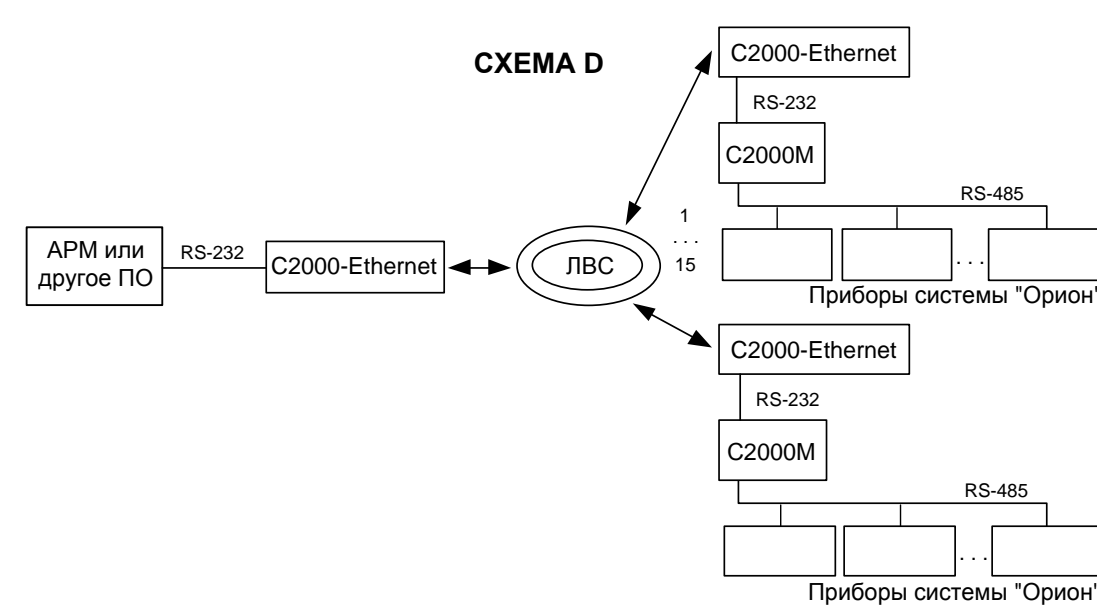 СХЕМА D
С2000-Ethernet
RS-232
С2000М
RS-485
1
. . .
15
. . .
Приборы системы "Орион"
АРМ или
другое ПО
RS-232
С2000-Ethernet
ЛВС
С2000-Ethernet
RS-232
С2000М
RS-485
. . .
Приборы системы "Орион"